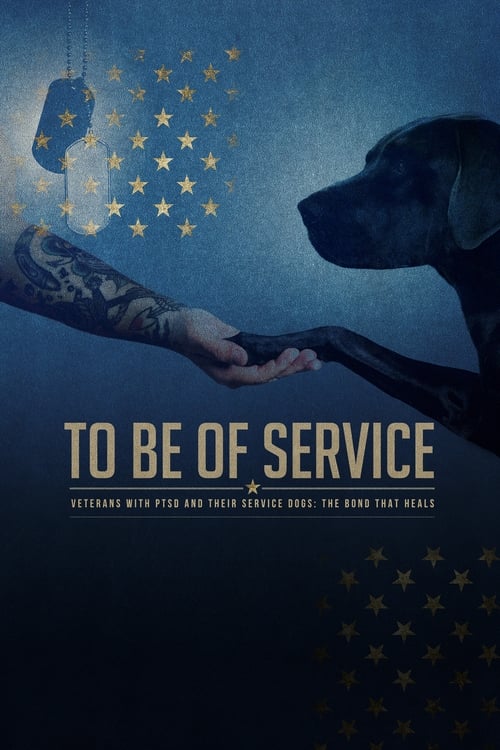 TO BE OF SERVICE
VETERANS WITH PTSD AND THEIR SERVICE DOGS: THE BOND THAT HEALS